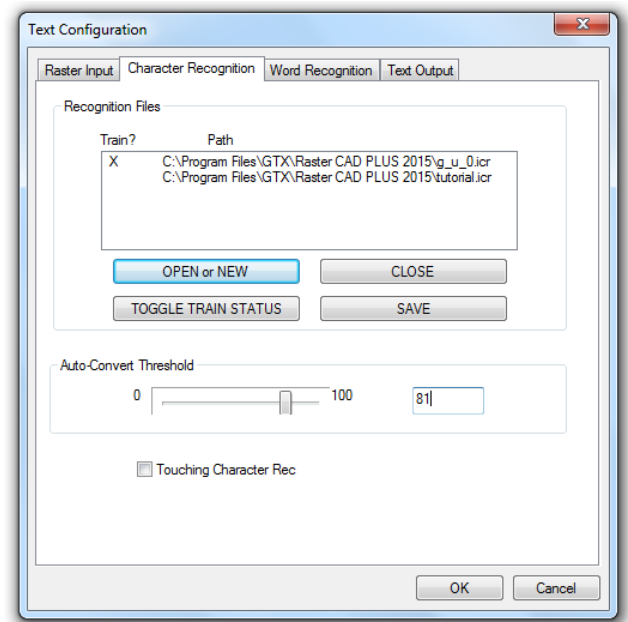 Text Configuration
Raster Input Character Recognition Word Recognition Text Output
Recognition Files
Train? Path
X C:\Program Files\GTX\Raster CAD PLUS 2015\g_u_0.icr
C:\Program Files\GTX\Raster CAD PLUS 2015\tutorial.icr
OPEN or NEW CLOSE
TOGGLE TRAIN STATUS SAVE
Auto-Convert Threshold
0 100 81
Touching Character Rec
OK Cancel